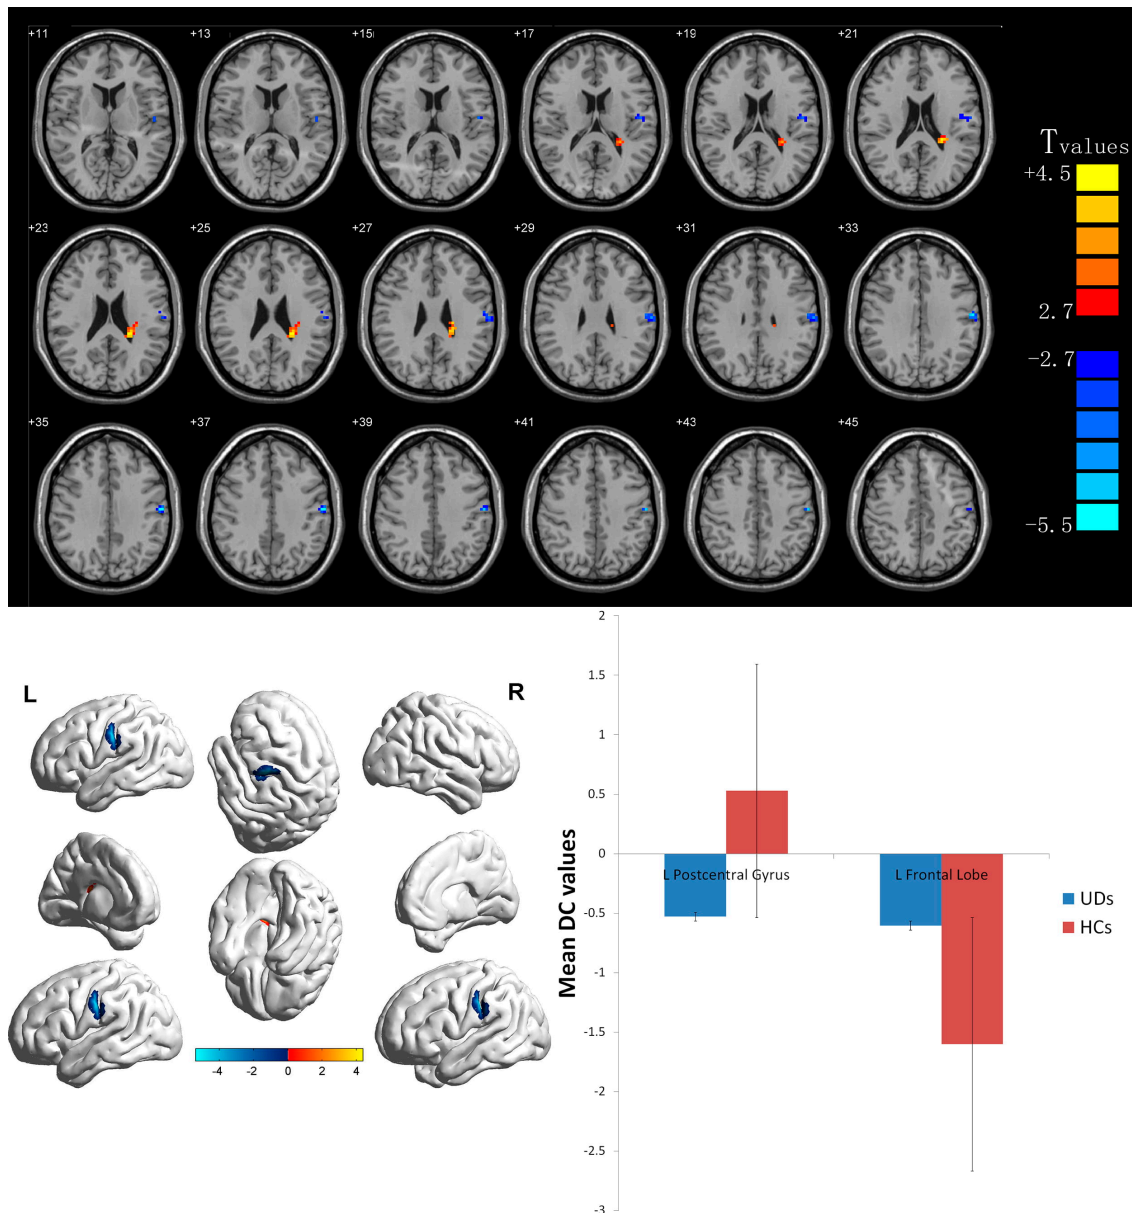 +11 +13 +15 +17 +19 +21
+23 +25 +27 +29 +31 +33
+35 +37 +39 +41 +43 +45
Tvalues
+4.5
2.7
-2.7
-5.5
L R
-4 -2 0 2 4
Mean DC values
2
1.5
1
0.5
0
-0.5
-1
-1.5
-2
-2.5
-3
L Postcentral Gyrus L Frontal Lobe
UDs
HCs